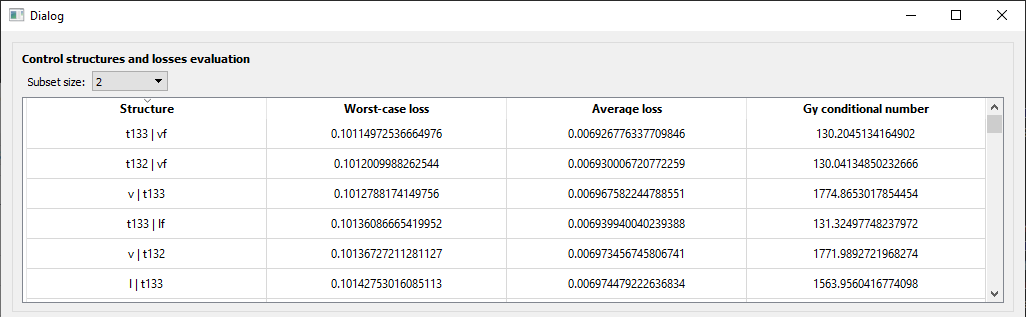 Dialog
Control structures and losses evaluation
Subset size: 2
Structure Worst-case loss Average loss Gy conditional number
t133 | vf 0.10114972536664976 0.006926776337709846 130.2045134164902
t132 | vf 0.1012009988262544 0.006930006720772259 130.04134850232666
v | t133 0.1012788174149756 0.006967582244788551 1774.8653017854454
t133 | lf 0.10136086665419952 0.00693994004023​9388 131.32497748237972
v | t132 0.10136727211281127 0.006973456745806741 1771.9892721968274
l | t133 0.10142753016085113 0.006974479222636834 1563.9560416774098